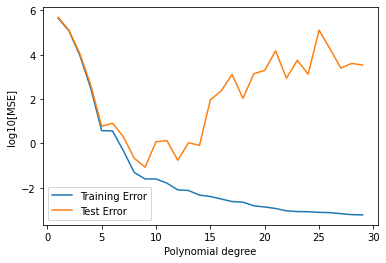 6
4
2
0
−2
log10[MSE]
Training Error
Test Error
0 5 10 15 20 25 30
Polynomial degree